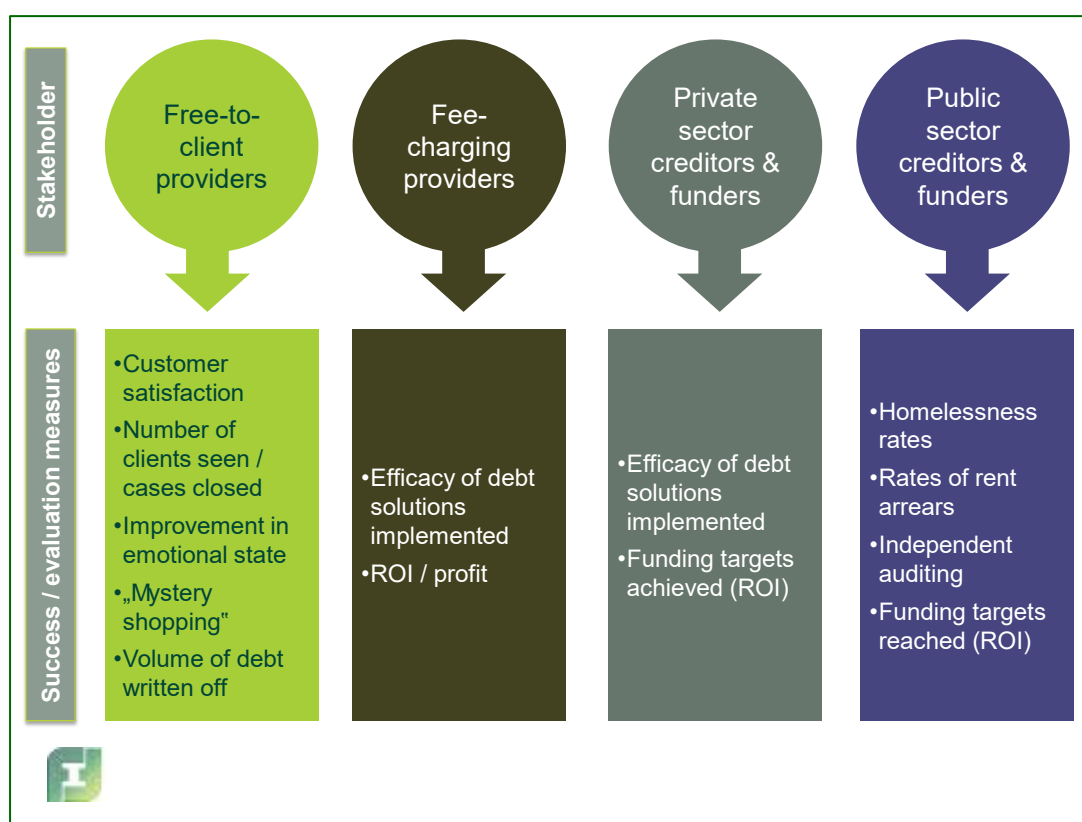 Stakeholder
Free-to-
client
providers
Fee-
charging
providers
Private
sector
creditors &
funders
Public
sector
creditors &
funders
Success / evaluation measures
•Customer
satisfaction
•Number of
clients seen /
cases closed
•Improvement in
emotional state
•„Mystery
shopping“
•Volume of debt
written off
•Efficacy of debt
solutions
implemented
•ROI / profit
•Efficacy of debt
solutions
implemented
•Funding targets
achieved (ROI)
•Homelessness
rates
•Rates of rent
arrears
•Independent
auditing
•Funding targets
reached (ROI)